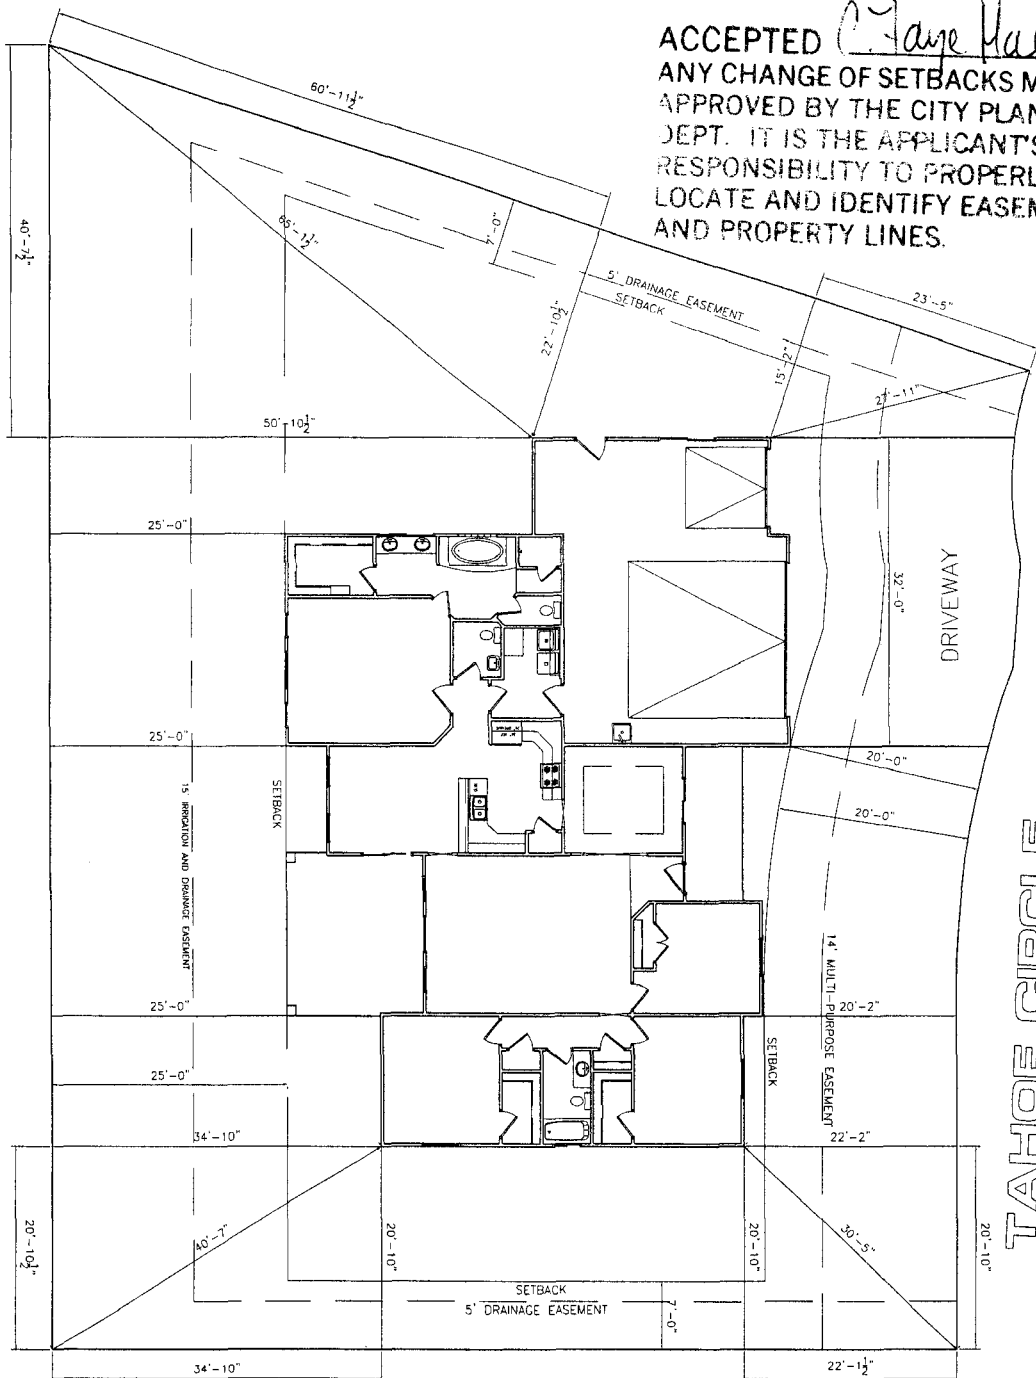 ACCEPTED C. Faye
ANY CHANGE OF SETBACKS
APPROVED BY THE CITY
DEPT. IT IS THE APPLICANT'S
RESPONSIBILITY TO
LOCATE AND IDENTIFY
AND PROPERTY LINES.
60'-11½"
40'-7½"
65'-1½"
7'-0"
5' DRAINAGE EASEMENT
SETBACK
23'-5"
22'-10½"
15'-2"
27'-11"
50'-10½"
25'-0"
32'-0"
DRIVEWAY
25'-0"
20'-0"
SETBACK
15' IRRIGATION AND DRAINAGE EASEMENT
20'-0"
TAHOE CIRCLE
14' MULTI-PURPOSE EASEMENT
25'-0"
20'-2"
SETBACK
25'-0"
34'-10"
22'-2"
20'-10½"
40'-7"
20'-10"
20'-10"
30'-5"
20'-10"
SETBACK
5' DRAINAGE EASEMENT
7'-0"
34'-10"
22'-1½"